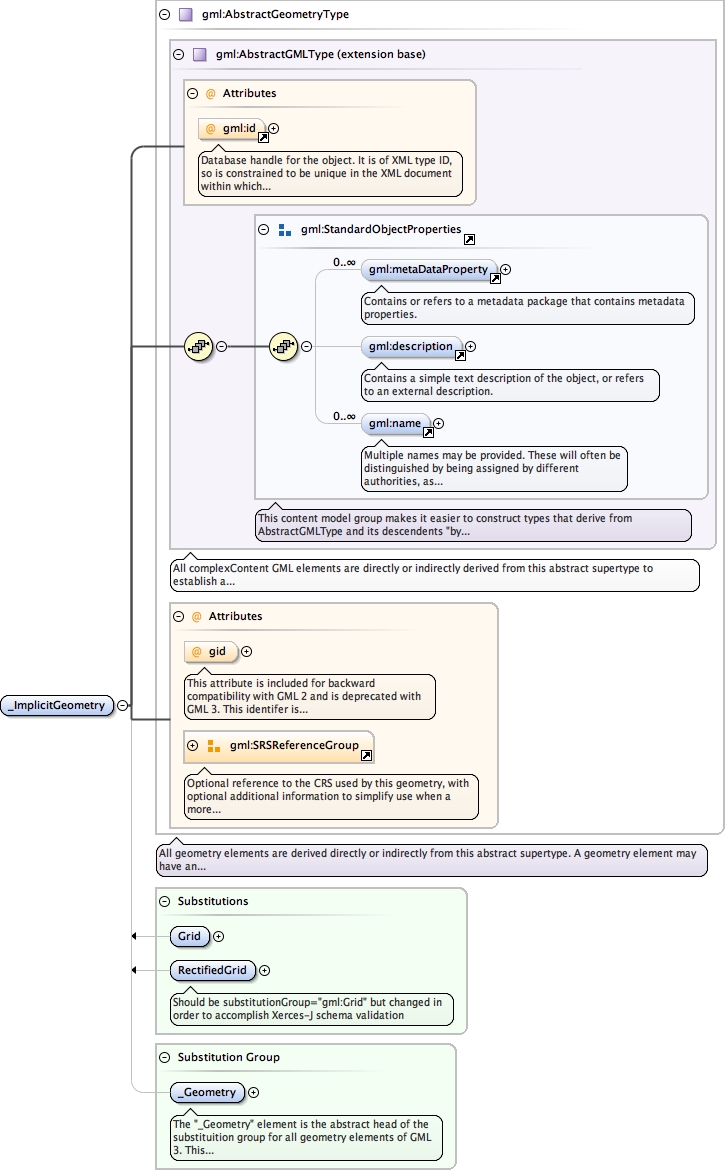 gml:AbstractGeometryType
gml:AbstractGMLType (extension base)
@ Attributes
@ gml:id
Database handle for the object. It is of XML type ID,
so is constrained to be unique in the XML document
within which...
gml:StandardObjectProperties
0..∞
gml:metaDataProperty
Contains or refers to a metadata package that contains metadata
properties.
gml:description
Contains a simple text description of the object, or refers
to an external description.
0..∞
gml:name
Multiple names may be provided. These will often be
distinguished by being assigned by different
authorities, as...
This content model group makes it easier to construct types that derive from
AbstractGMLType and its descendents "by...
All complexContent GML elements are directly or indirectly derived from this abstract supertype to
establish a...
@ Attributes
@ gid
This attribute is included for backward
compatibility with GML 2 and is deprecated with
GML 3. This identifer is...
_ImplicitGeometry
gml:SRSReferenceGroup
Optional reference to the CRS used by this geometry, with
optional additional information to simplify use when a
more...
All geometry elements are derived directly or indirectly from this abstract supertype. A geometry element may
have an...
Substitutions
Grid
RectifiedGrid
Should be substitutionGroup="gml:Grid" but changed in
order to accomplish Xerces-J schema validation
Substitution Group
_Geometry
The "_Geometry" element is the abstract head of the
substituition group for all geometry elements of GML
3. This...